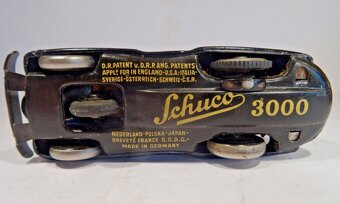 D.R.PATENT u.D.R.P. ANG. PATENTS
APPL⁠D FOR IN ENGLAND-U.S.A.-ITALIA-
SVERIGE-ÖSTERREICH-SCHWEIZ-Č.S.R.
Schuco 3000
NEDERLAND-POLSKA-JAPAN-
BREVETÉ FRANCE S.G.D.G.-
MADE IN GERMANY